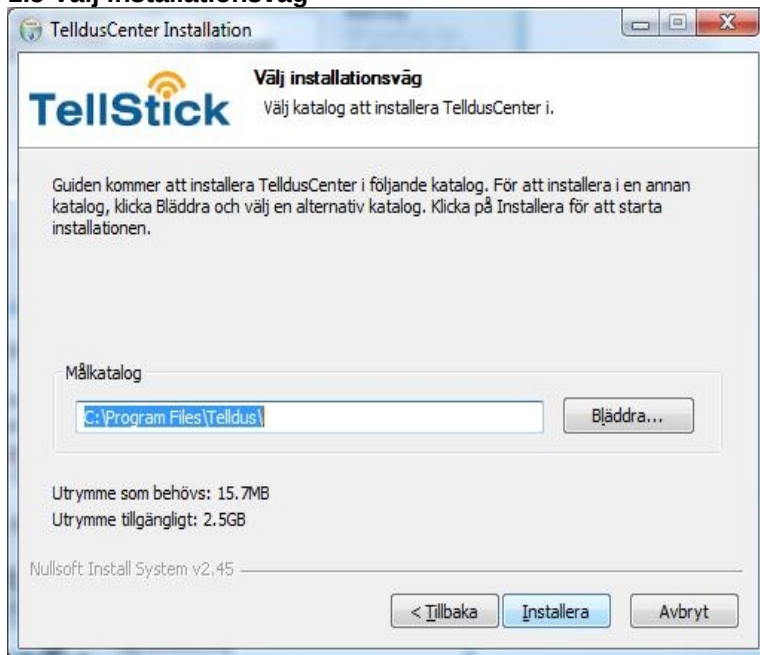 TelldusCenter Installation
TellStick
Välj installationsväg
Välj katalog att installera TelldusCenter i.
Guiden kommer att installera TelldusCenter i följande katalog. För att installera i en annan
katalog, klicka Bläddra och välj en alternativ katalog. Klicka på Installera för att starta
installationen.
Målkatalog
C:\Program Files\Telldus\
Bläddra...
Utrymme som behövs: 15.7MB
Utrymme tillgängligt: 2.5GB
Nullsoft Install System v2.45
< Tillbaka
Installera
Avbryt